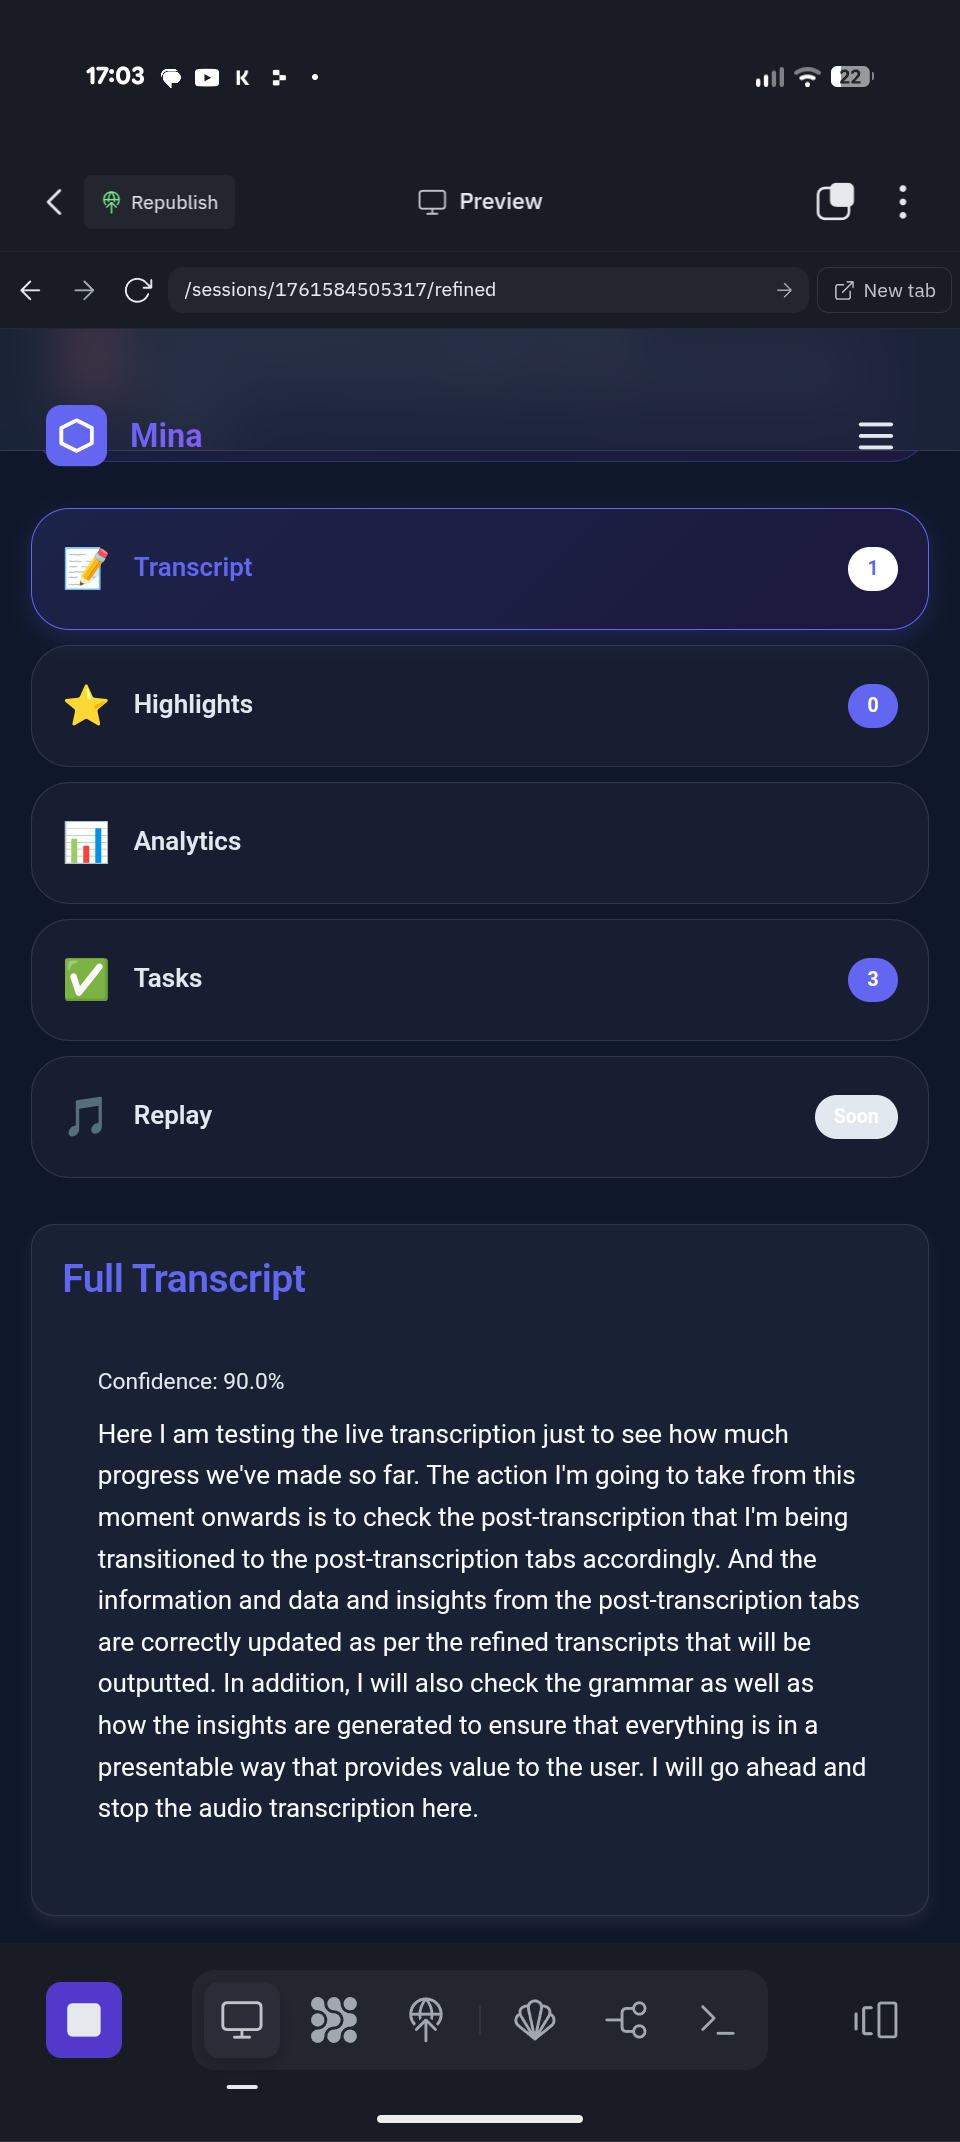 17:03
22
Republish
Preview
/sessions/1761584505317/refined
New tab
Mina
Transcript
1
Highlights
0
Analytics
Tasks
3
Replay
Soon
Full Transcript
Confidence: 90.0%
Here I am testing the live transcription just to see how much
progress we've made so far. The action I'm going to take from this
moment onwards is to check the post-transcription that I'm being
transitioned to the post-transcription tabs accordingly. And the
information and data and insights from the post-transcription tabs
are correctly updated as per the refined transcripts that will be
outputted. In addition, I will also check the grammar as well as
how the insights are generated to ensure that everything is in a
presentable way that provides value to the user. I will go ahead and
stop the audio transcription here.